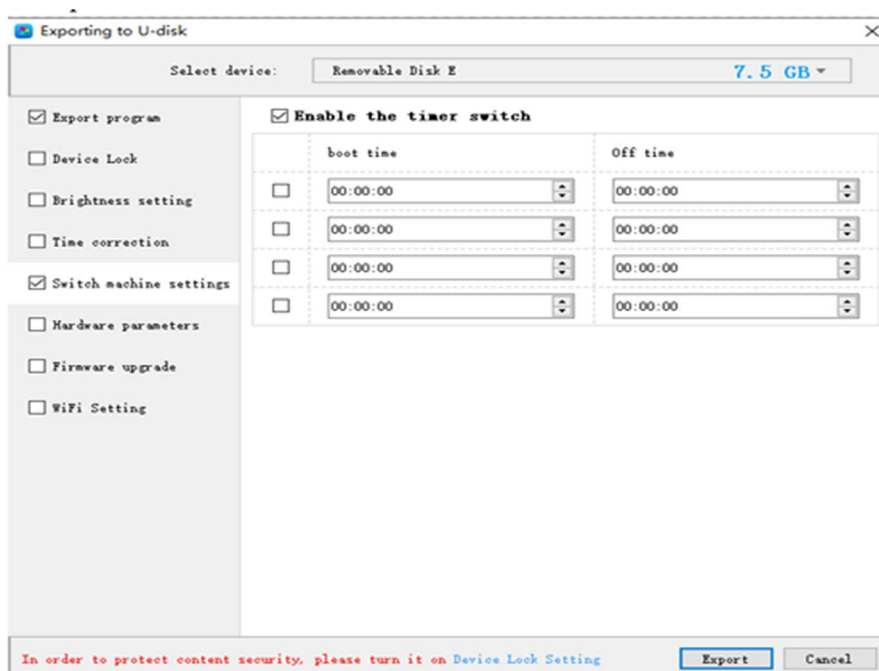 Exporting to U-disk
Select device: Removable Disk E 7.5 GB
Export program
Device Lock
Brightness setting
Time correction
Switch machine settings
Hardware parameters
Firmware upgrade
WiFi Setting
Enable the timer switch
boot time Off time
00:00:00 00:00:00
00:00:00 00:00:00
00:00:00 00:00:00
00:00:00 00:00:00
In order to protect content security, please turn it on Device Lock Setting Export Cancel